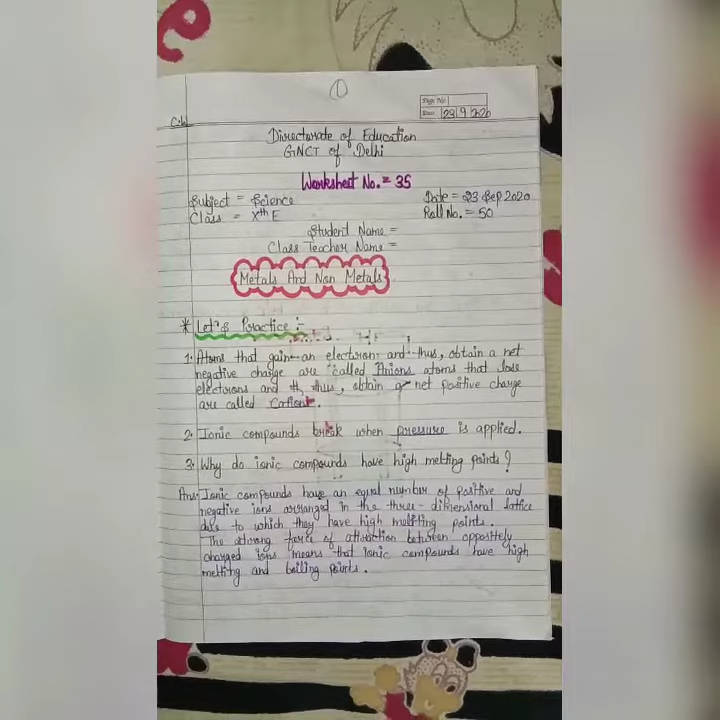 1
C.W
Page No.
Date 23 9 2020
Directorate of Education
GNCT of Delhi
Worksheet No. = 35
Subject = Science Date = 23 Sep 2020
Class = Xth E Roll No. = 50
Student Name =
Class Teacher Name =
Metals And Non Metals
* Let's Practice :-
1. Atoms that gain an electron and thus, obtain a net
negative charge are called Anions atoms that lose
electrons and thus, obtain a net positive charge
are called Cation.
2. Ionic compounds break when pressure is applied.
3. Why do ionic compounds have high melting points?
Ans: Ionic compounds have an equal number of positive and
negative ions arranged in the three-dimensional lattice
due to which they have high melting points.
The strong force of attraction between oppositely
charged ions means that ionic compounds have high
melting and boiling points.